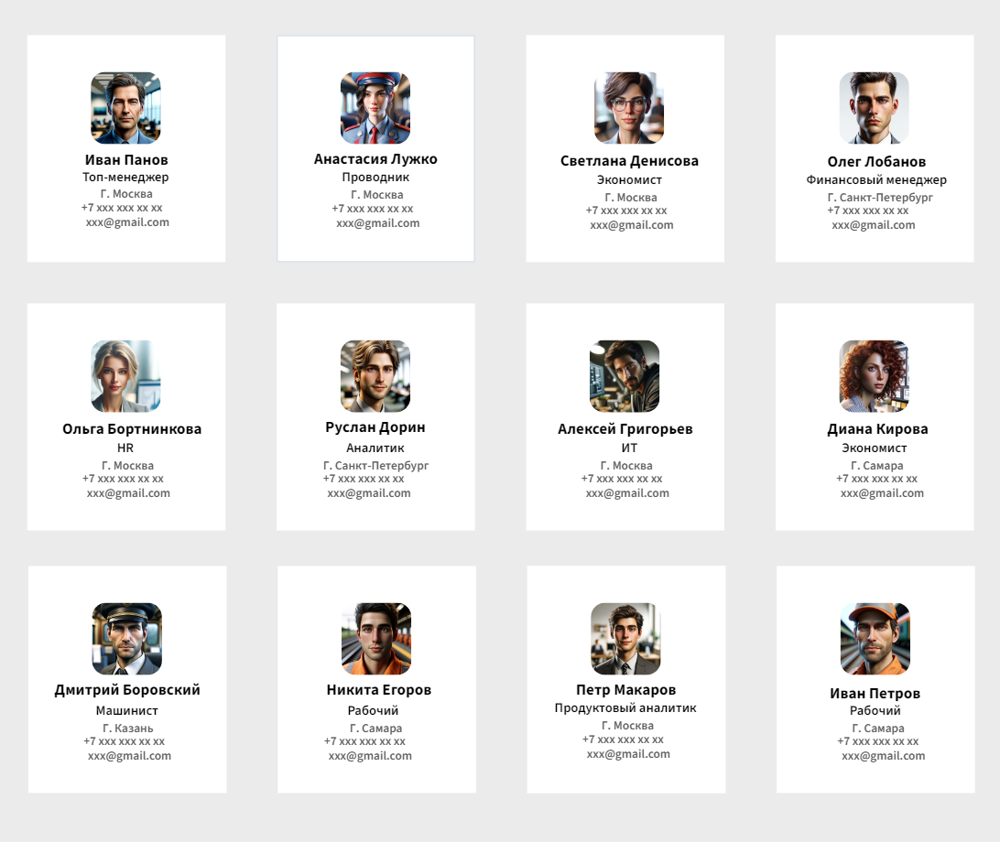 Иван Панов
Топ-менеджер
Г. Москва
+7 xxx xxx xx xx
xxx@gmail.com
Анастасия Лужко
Проводник
Г. Москва
+7 xxx xxx xx xx
xxx@gmail.com
Светлана Денисова
Экономист
Г. Москва
+7 xxx xxx xx xx
xxx@gmail.com
Олег Лобанов
Финансовый менеджер
Г. Санкт-Петербург
+7 xxx xxx xx xx
xxx@gmail.com
Ольга Бортнинкова
HR
Г. Москва
+7 xxx xxx xx xx
xxx@gmail.com
Руслан Дорин
Аналитик
Г. Санкт-Петербург
+7 xxx xxx xx xx
xxx@gmail.com
Алексей Григорьев
ИТ
Г. Москва
+7 xxx xxx xx xx
xxx@gmail.com
Диана Кирова
Экономист
Г. Самара
+7 xxx xxx xx xx
xxx@gmail.com
Дмитрий Боровский
Машинист
Г. Казань
+7 xxx xxx xx xx
xxx@gmail.com
Никита Егоров
Рабочий
Г. Самара
+7 xxx xxx xx xx
xxx@gmail.com
Петр Макаров
Продуктовый аналитик
Г. Москва
+7 xxx xxx xx xx
xxx@gmail.com
Иван Петров
Рабочий
Г. Самара
+7 xxx xxx xx xx
xxx@gmail.com